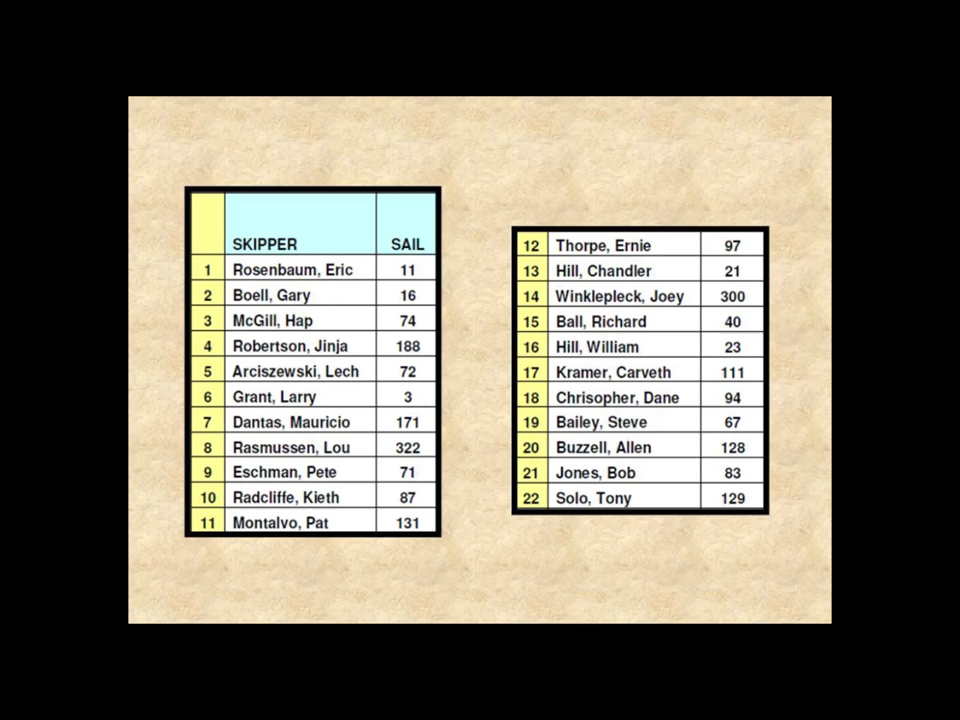 SKIPPER SAIL
1 Rosenbaum, Eric 11
2 Boell, Gary 16
3 McGill, Hap 74
4 Robertson, Jinja 188
5 Arciszewski, Lech 72
6 Grant, Larry 3
7 Dantas, Mauricio 171
8 Rasmussen, Lou 322
9 Eschman, Pete 71
10 Radcliffe, Kieth 87
11 Montalvo, Pat 131
12 Thorpe, Ernie 97
13 Hill, Chandler 21
14 Winklepleck, Joey 300
15 Ball, Richard 40
16 Hill, William 23
17 Kramer, Carveth 111
18 Chrisopher, Dane 94
19 Bailey, Steve 67
20 Buzzell, Allen 128
21 Jones, Bob 83
22 Solo, Tony 129